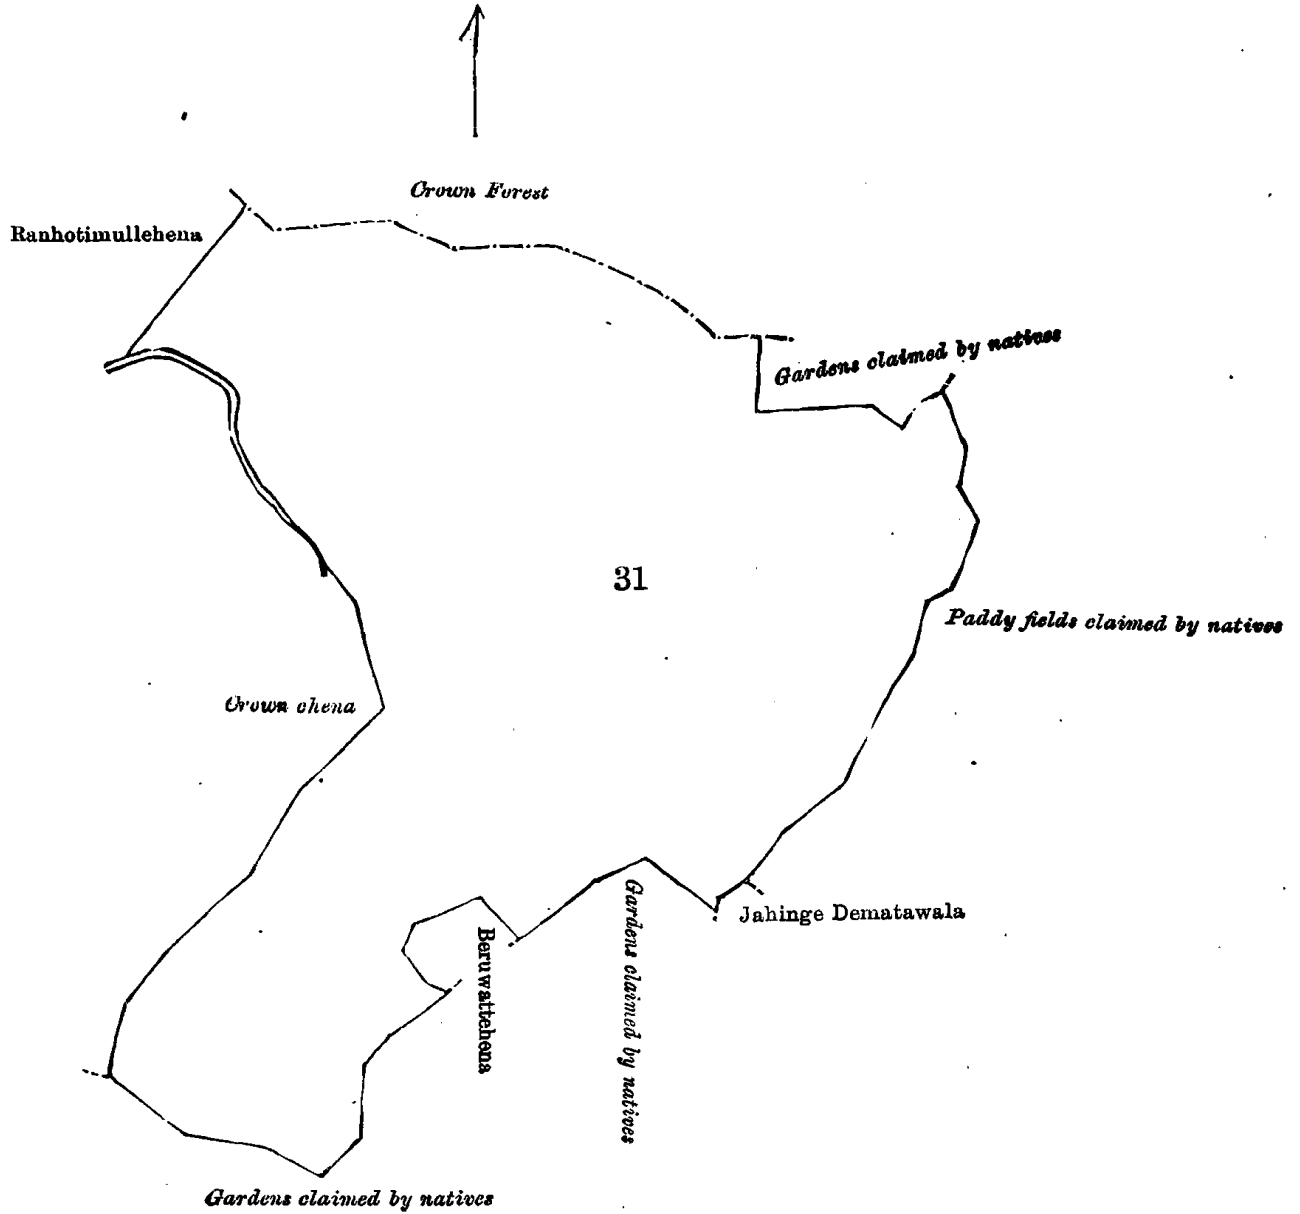 Crown Forest
Ranhotimullehena
Gardens claimed by natives
31
Paddy fields claimed by natives
Crown chena
Jahinge Dematawala
Gardens claimed by natives
Beruwattehena
Gardens claimed by natives